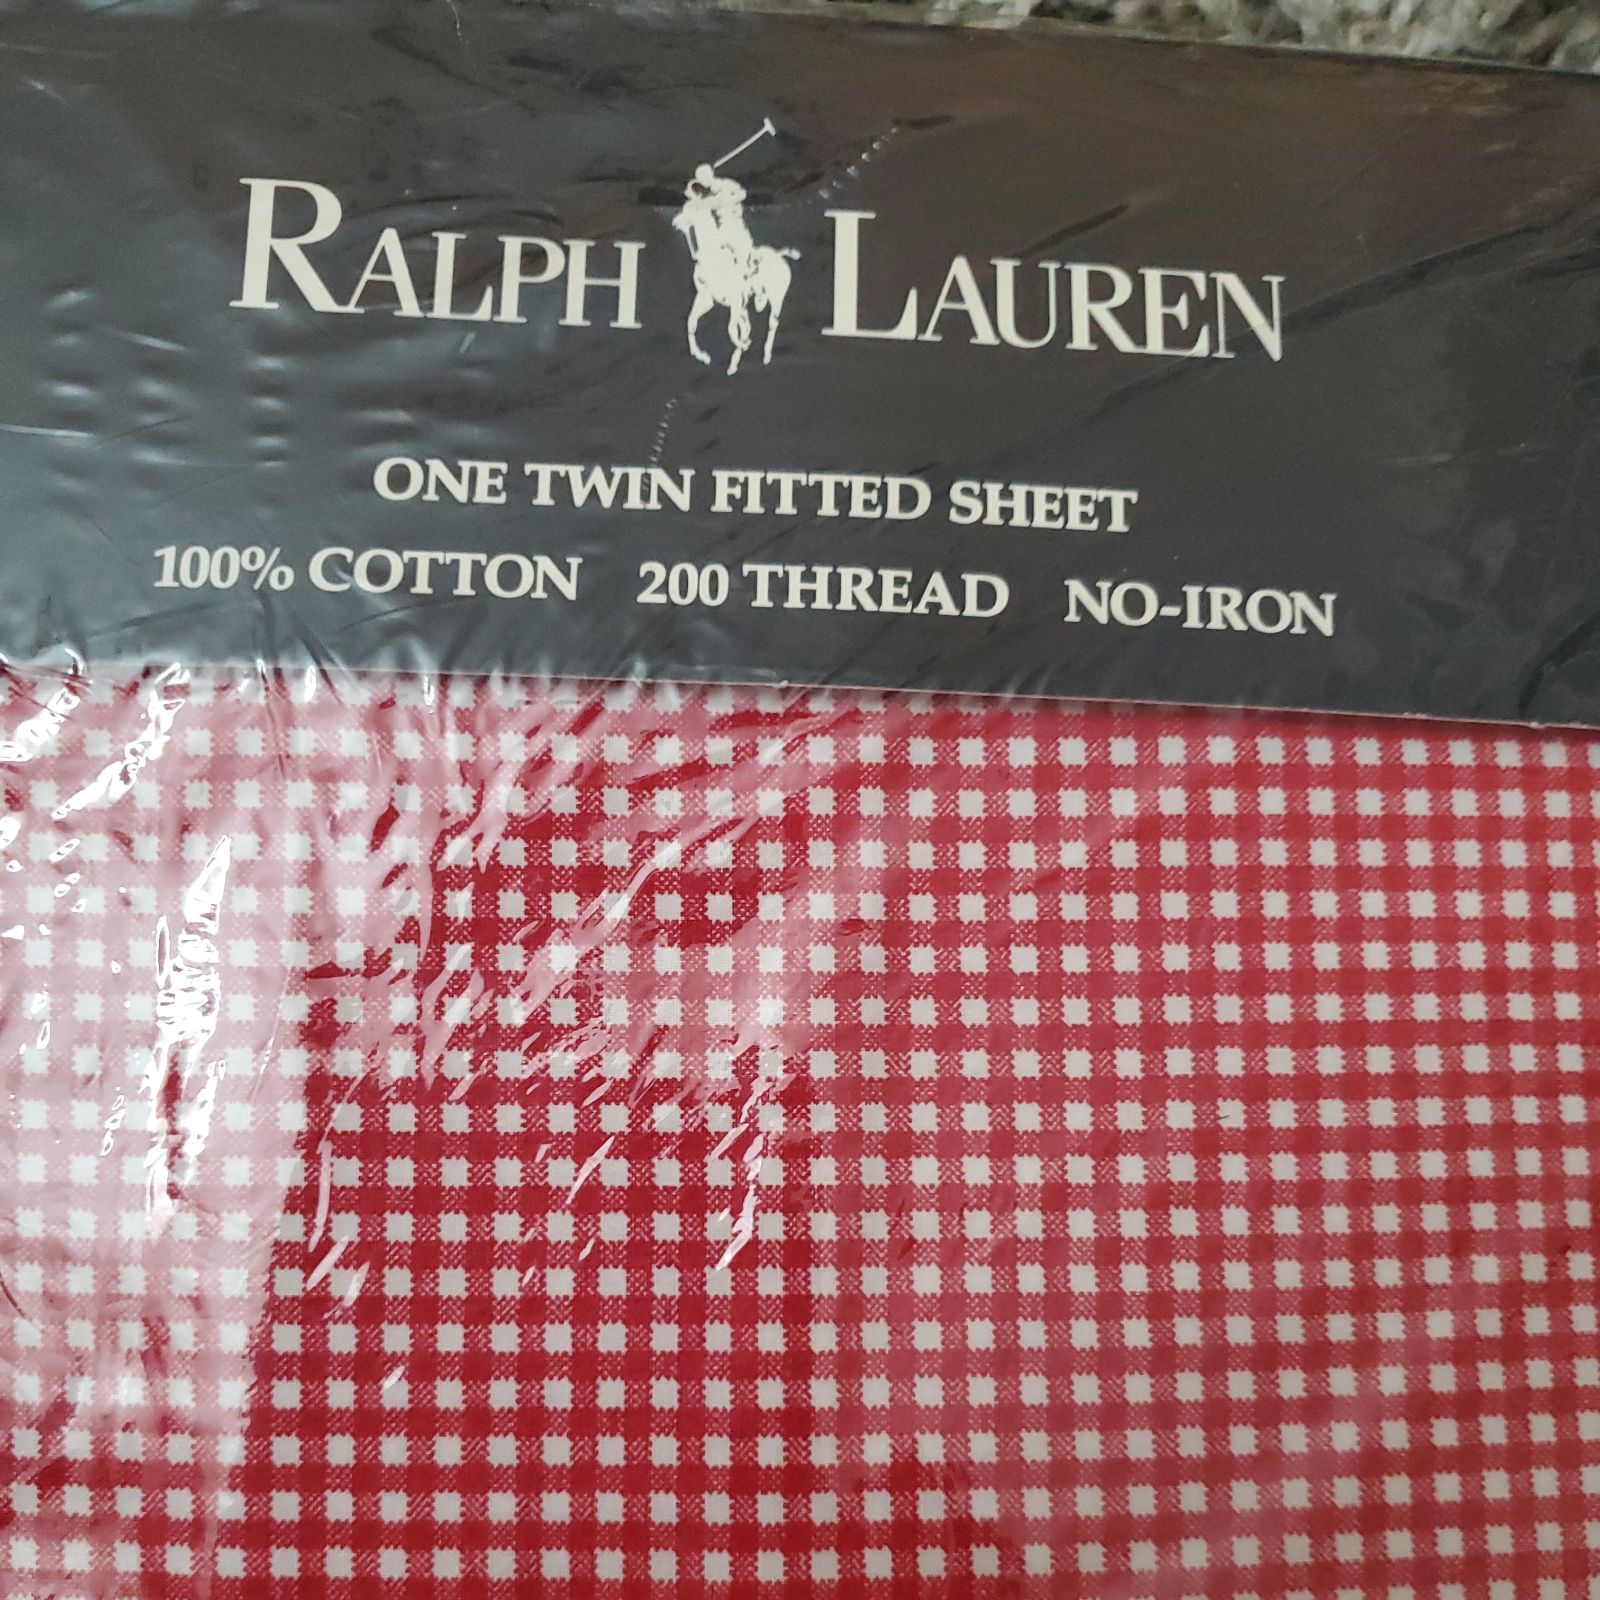 RALPH LAUREN
ONE TWIN FITTED SHEET
100% COTTON 200 THREAD NO-IRON